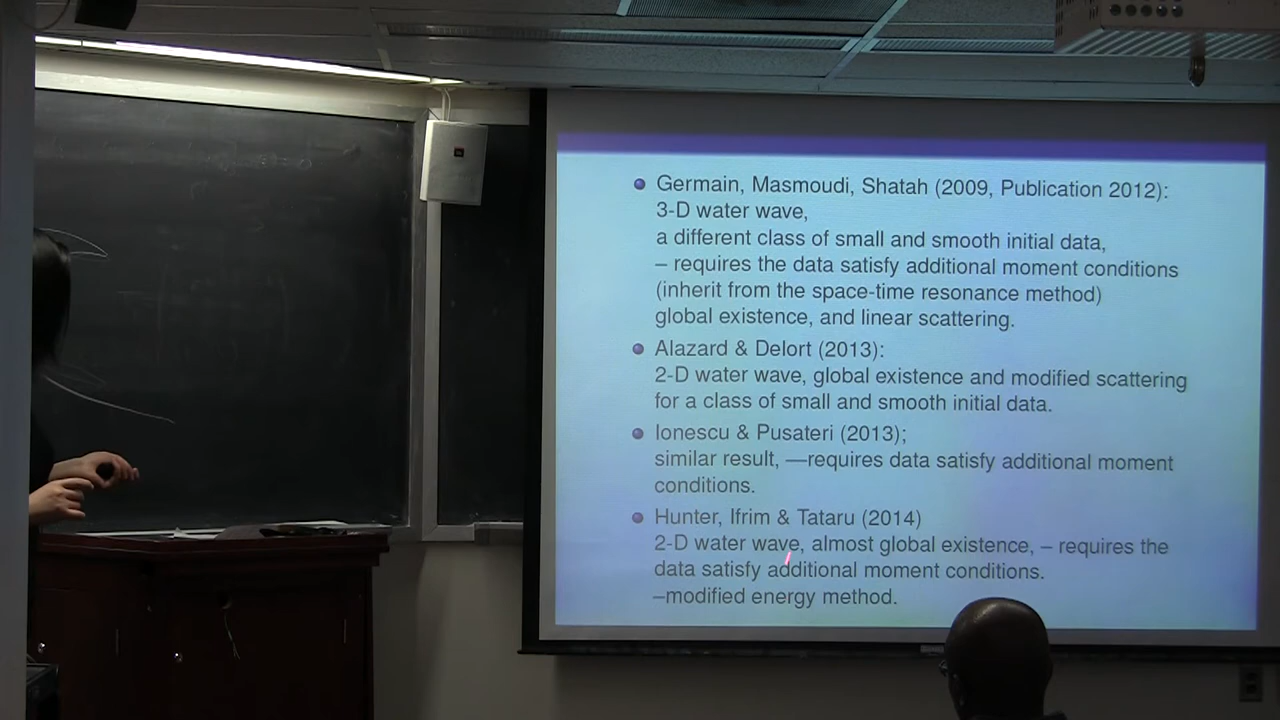 Germain, Masmoudi, Shatah (2009, Publication 2012):
3-D water wave,
a different class of small and smooth initial data,
– requires the data satisfy additional moment conditions
(inherit from the space-time resonance method)
global existence, and linear scattering.
Alazard & Delort (2013):
2-D water wave, global existence and modified scattering
for a class of small and smooth initial data.
Ionescu & Pusateri (2013);
similar result, —requires data satisfy additional moment
conditions.
Hunter, Ifrim & Tataru (2014)
2-D water wave, almost global existence, – requires the
data satisfy additional moment conditions.
–modified energy method.